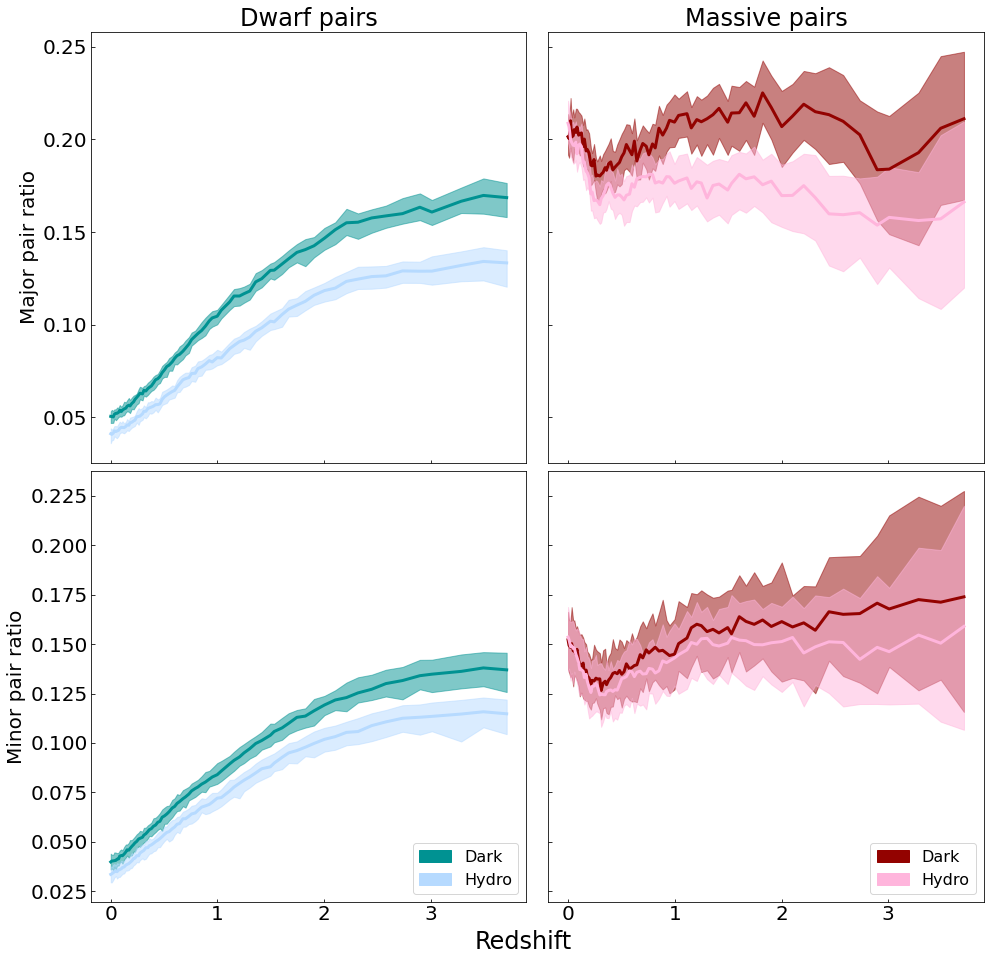 Dwarf pairs
Massive pairs
0.25
0.20
0.15
0.10
0.05
Major pair ratio
0.225
0.200
0.175
0.150
0.125
0.100
0.075
0.050
0.025
Minor pair ratio
Dark
Hydro
Dark
Hydro
0 1 2 3
0 1 2 3
Redshift